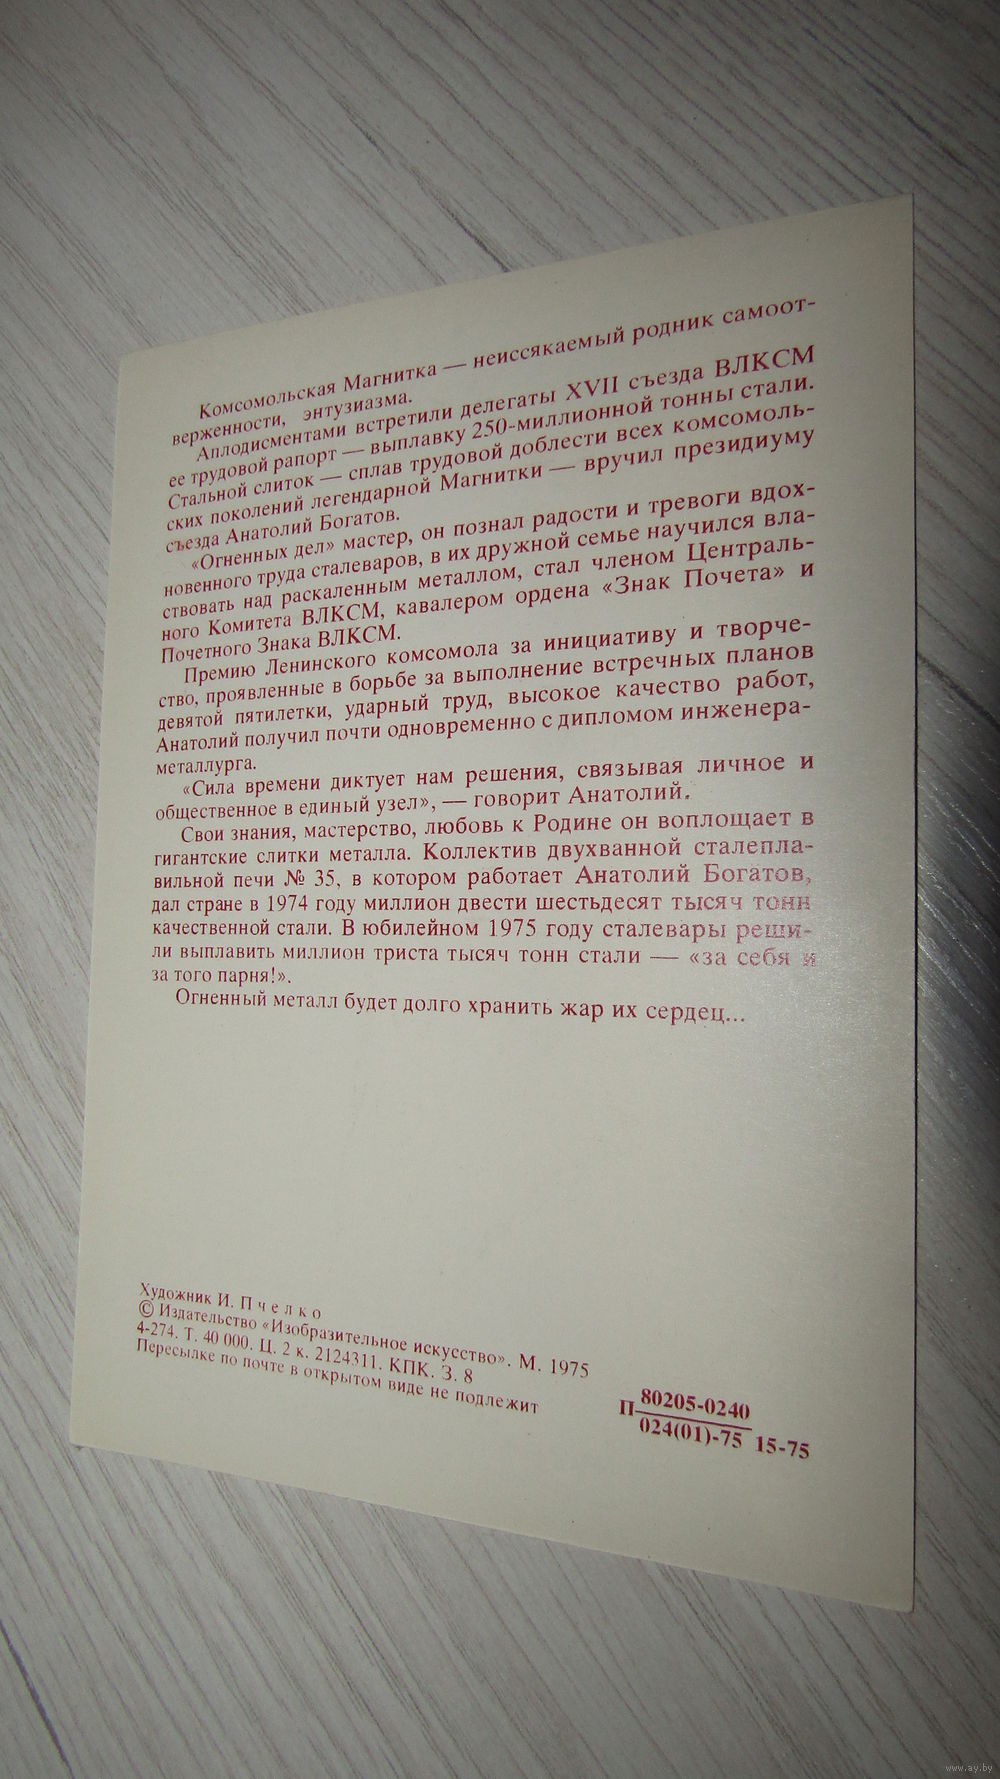 Комсомольская Магнитка — неиссякаемый родник самоот-
верженности, энтузиазма.
Аплодисментами встретили делегаты XVII съезда ВЛКСМ
ее трудовой рапорт — выплавку 250-миллионной тонны стали.
Стальной слиток — сплав трудовой доблести всех комсомоль-
ских поколений легендарной Магнитки — вручил президиуму
съезда Анатолий Богатов.
«Огненных дел» мастер, он познал радости и тревоги вдох-
новенного труда сталеваров, в их дружной семье научился вла-
ствовать над раскаленным металлом, стал членом Централь-
ного Комитета ВЛКСМ, кавалером ордена «Знак Почета» и
Почетного Знака ВЛКСМ.
Премию Ленинского комсомола за инициативу и творче-
ство, проявленные в борьбе за выполнение встречных планов
девятой пятилетки, ударный труд, высокое качество работ,
Анатолий получил почти одновременно с дипломом инженера-
металлурга.
«Сила времени диктует нам решения, связывая личное и
общественное в единый узел», — говорит Анатолий.
Свои знания, мастерство, любовь к Родине он воплощает в
гигантские слитки металла. Коллектив двухванной сталепла-
вильной печи № 35, в котором работает Анатолий Богатов,
дал стране в 1974 году миллион двести шестьдесят тысяч тонн
качественной стали. В юбилейном 1975 году сталевары реши-
ли выплавить миллион триста тысяч тонн стали — «за себя и
за того парня!».
Огненный металл будет долго хранить жар их сердец...
Художник И. Пчелко
© Издательство «Изобразительное искусство». М. 1975
4-274. Т. 40 000. Ц. 2 к. 2124311. КПК. З. 8
Пересылке по почте в открытом виде не подлежит
П 80205-0240
024(01)-75 15-75
www.ay.by